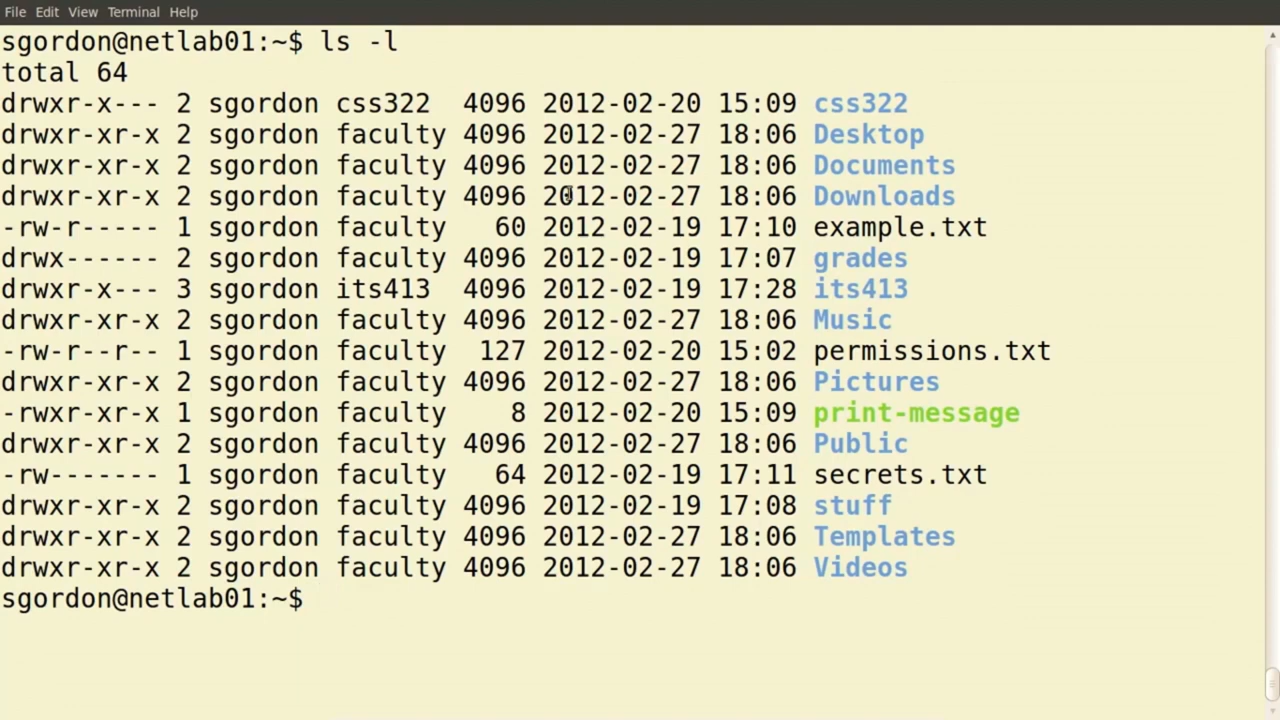 File Edit View Terminal Help
sgordon@netlab01:~$ ls -l
total 64
drwxr-x--- 2 sgordon css322  4096 2012-02-20 15:09 css322
drwxr-xr-x 2 sgordon faculty 4096 2012-02-27 18:06 Desktop
drwxr-xr-x 2 sgordon faculty 4096 2012-02-27 18:06 Documents
drwxr-xr-x 2 sgordon faculty 4096 2012-02-27 18:06 Downloads
-rw-r----- 1 sgordon faculty   60 2012-02-19 17:10 example.txt
drwx------ 2 sgordon faculty 4096 2012-02-19 17:07 grades
drwxr-x--- 3 sgordon its413  4096 2012-02-19 17:28 its413
drwxr-xr-x 2 sgordon faculty 4096 2012-02-27 18:06 Music
-rw-r--r-- 1 sgordon faculty  127 2012-02-20 15:02 permissions.txt
drwxr-xr-x 2 sgordon faculty 4096 2012-02-27 18:06 Pictures
-rwxr-xr-x 1 sgordon faculty    8 2012-02-20 15:09 print-message
drwxr-xr-x 2 sgordon faculty 4096 2012-02-27 18:06 Public
-rw------- 1 sgordon faculty   64 2012-02-19 17:11 secrets.txt
drwxr-xr-x 2 sgordon faculty 4096 2012-02-19 17:08 stuff
drwxr-xr-x 2 sgordon faculty 4096 2012-02-27 18:06 Templates
drwxr-xr-x 2 sgordon faculty 4096 2012-02-27 18:06 Videos
sgordon@netlab01:~$